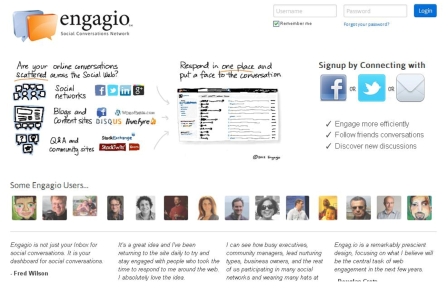 engagio
Social Conversations Network
Username
Password
Login
Remember me
Forgot your password?
Are your online conversations
scattered across the Social Web?
Social
networks
Blogs and
Content sites
WordPress.com
DISQUS livefyre
Q&A and
community sites
StackExchange
StockTwits
Respond in one place and
put a face to the conversation
©2012 Engagio
Signup by Connecting with
OR
OR
✓ Engage more efficiently
✓ Follow friends conversations
✓ Discover new discussions
Some Engagio Users...
Engagio is not just your Inbox for
social conversations. It is your
dashboard for social conversations.
- Fred Wilson
It's a great idea and I've been
returning to the site daily to try and
stay engaged with people who took the
time to respond to me around the web.
I absolutely love the idea.
I can see how busy executives,
community managers, lead nurturing
types, business owners, and the rest
of us participating in many social
networks and wearing many hats at
Engag.io is a remarkably prescient
design, focusing on what I believe will
be the central task of web
engagement in the next few years.